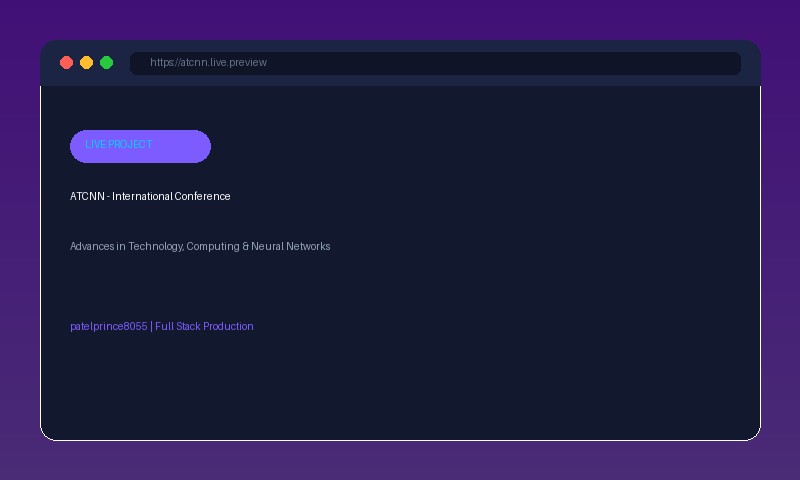 https://atcnn.live.preview
LIVE PROJECT
ATCNN - International Conference
Advances in Technology, Computing & Neural Networks
patelprince8055 | Full Stack Production